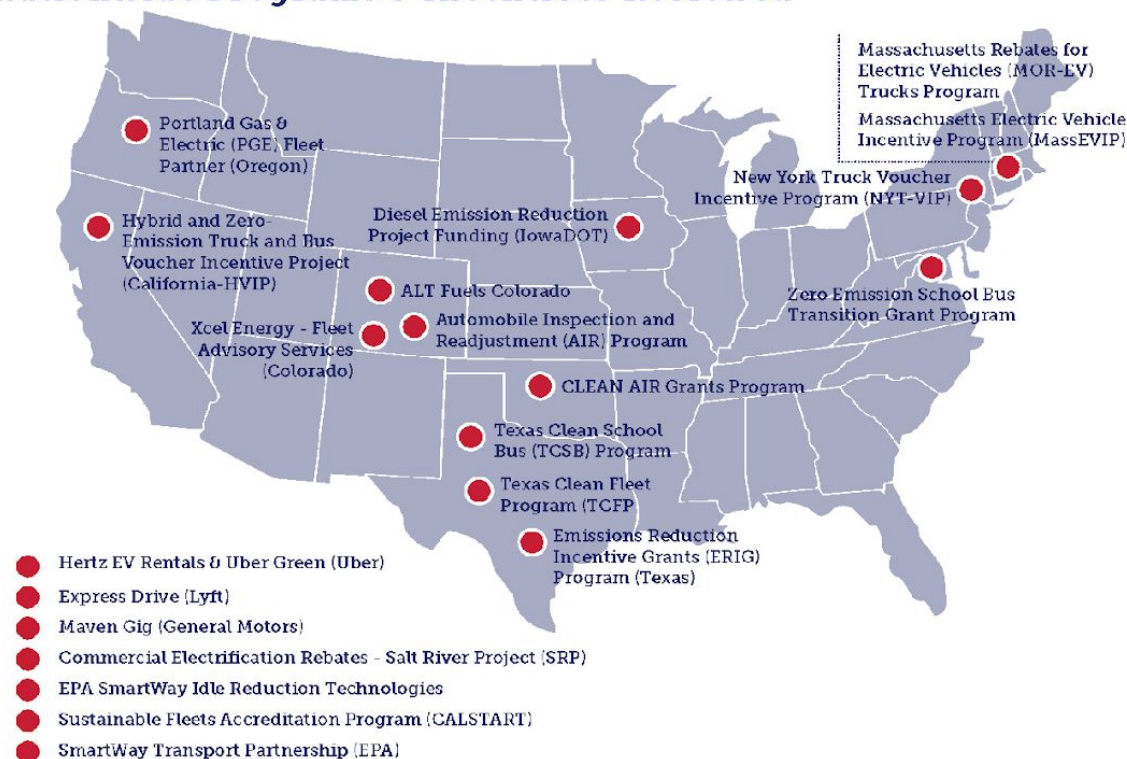 Massachusetts Rebates for
Electric Vehicles (MOR-EV)
Trucks Program
Massachusetts Electric Vehicle
Incentive Program (MassEVIP)
New York Truck Voucher
Incentive Program (NYT-VIP)
Portland Gas &
Electric (PGE) Fleet
Partner (Oregon)
Diesel Emission Reduction
Project Funding (IowaDOT)
Hybrid and Zero-
Emission Truck and Bus
Voucher Incentive Project
(California-HVIP)
Zero Emission School Bus
Transition Grant Program
ALT Fuels Colorado
Xcel Energy - Fleet
Advisory Services
(Colorado)
Automobile Inspection and
Readjustment (AIR) Program
CLEAN AIR Grants Program
Texas Clean School
Bus (TCSB) Program
Texas Clean Fleet
Program (TCFP
Emissions Reduction
Incentive Grants (ERIG)
Program (Texas)
Hertz EV Rentals & Uber Green (Uber)
Express Drive (Lyft)
Maven Gig (General Motors)
Commercial Electrification Rebates - Salt River Project (SRP)
EPA SmartWay Idle Reduction Technologies
Sustainable Fleets Accreditation Program (CALSTART)
SmartWay Transport Partnership (EPA)